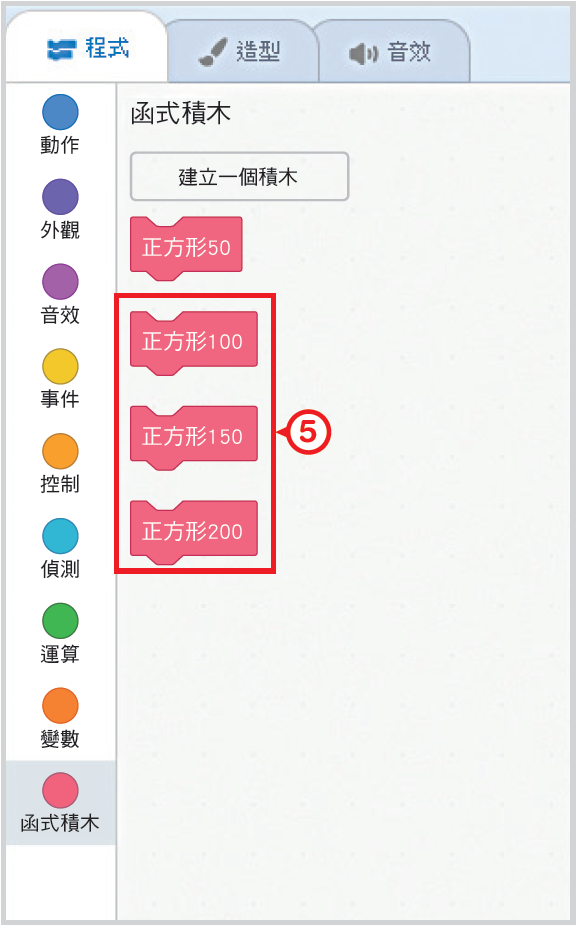 程式 造型 音效
動作
外觀
音效
事件
控制
偵測
運算
變數
函式積木
函式積木
建立一個積木
正方形50
正方形100
正方形150
正方形200
5